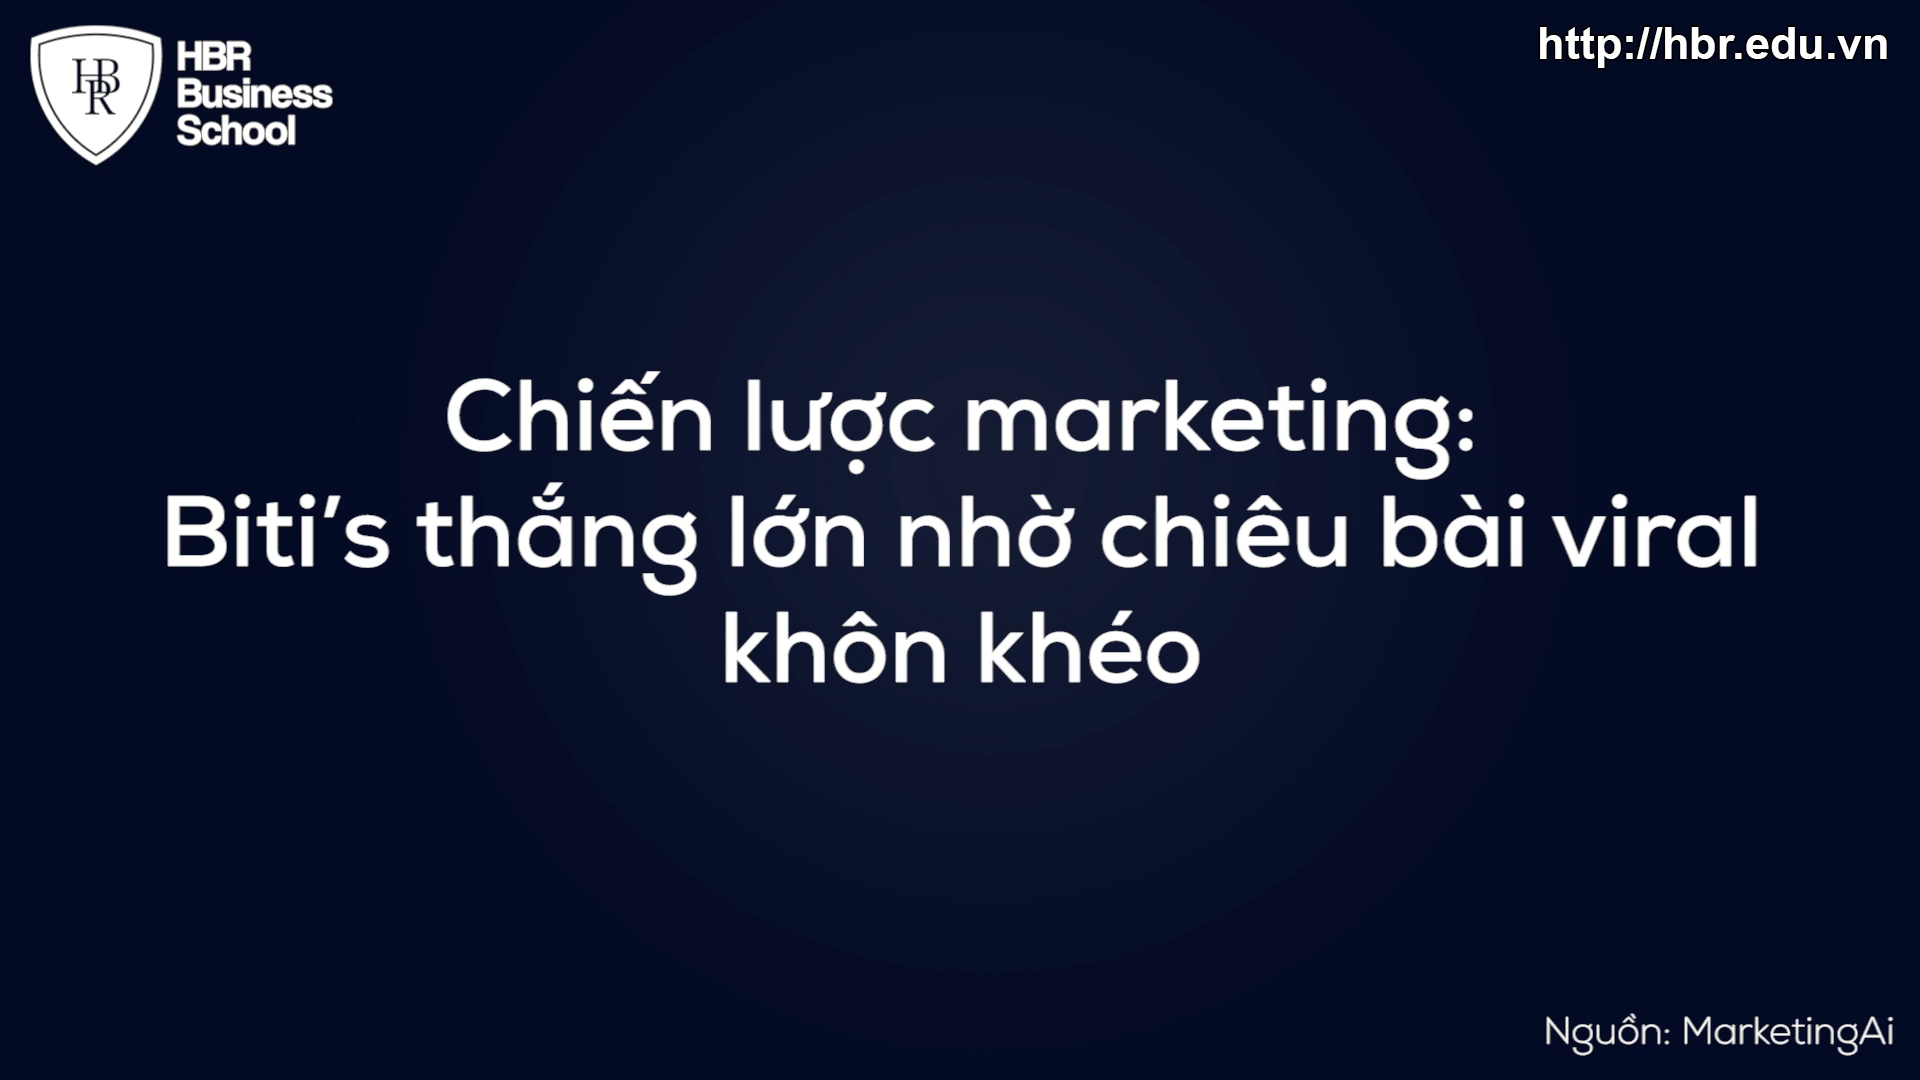 HBR
HBR
Business
School
http://hbr.edu.vn
Chiến lược marketing:
Biti’s thắng lớn nhờ chiêu bài viral
khôn khéo
Nguồn: MarketingAi